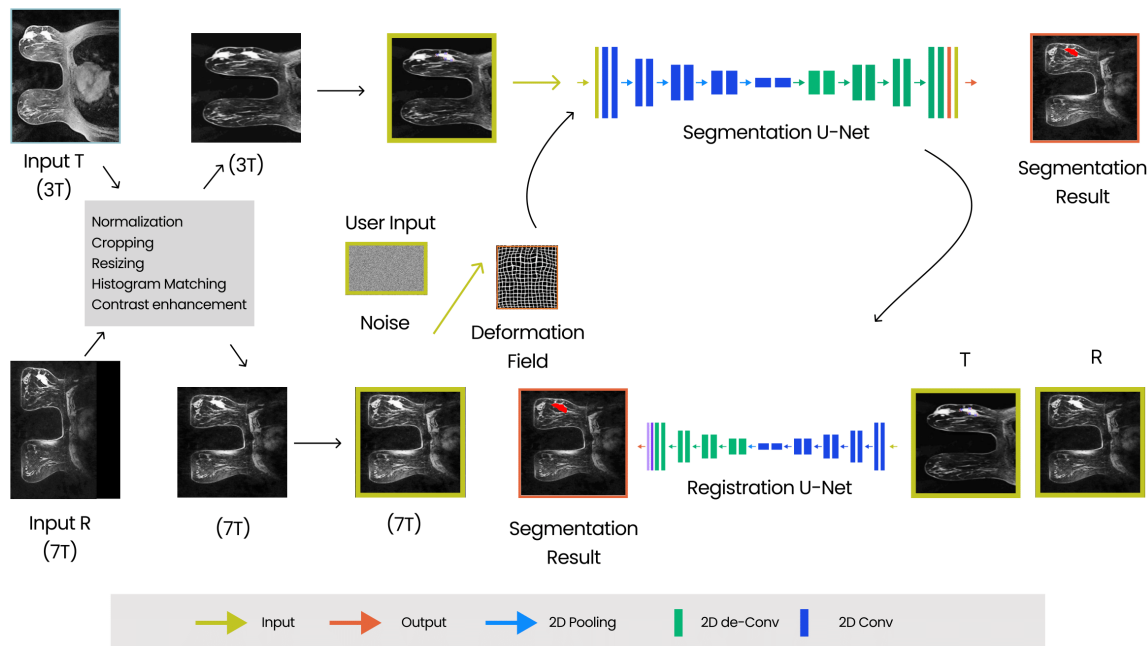 Input T
(3T)
(3T)
Normalization
Cropping
Resizing
Histogram Matching
Contrast enhancement
User Input
Noise
Deformation
Field
Segmentation U-Net
Segmentation
Result
Input R
(7T)
(7T)
(7T)
Segmentation
Result
Registration U-Net
T
R
Input
Output
2D Pooling
2D de-Conv
2D Conv